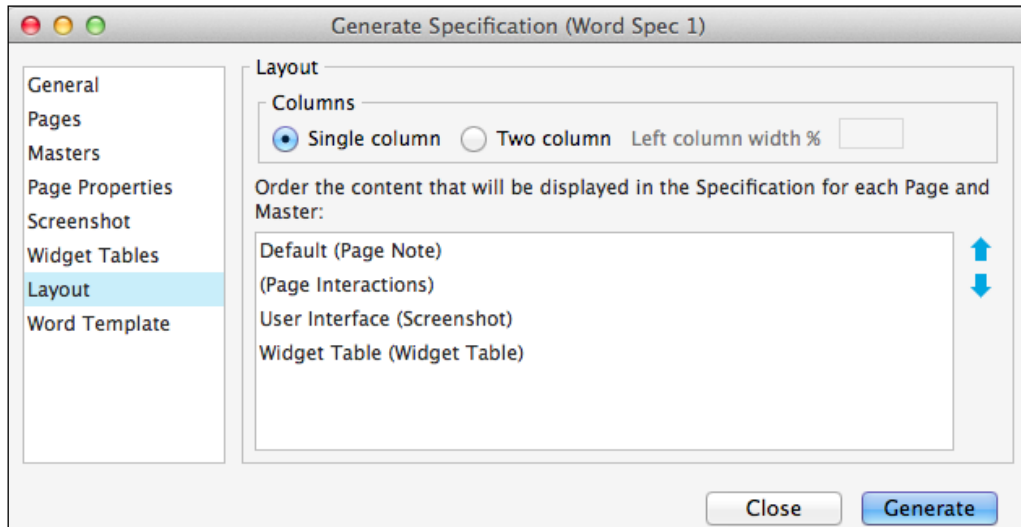 Generate Specification (Word Spec 1)
General
Pages
Masters
Page Properties
Screenshot
Widget Tables
Layout
Word Template
Layout
Columns
Single column Two column Left column width %
Order the content that will be displayed in the Specification for each Page and
Master:
Default (Page Note)
(Page Interactions)
User Interface (Screenshot)
Widget Table (Widget Table)
Close Generate